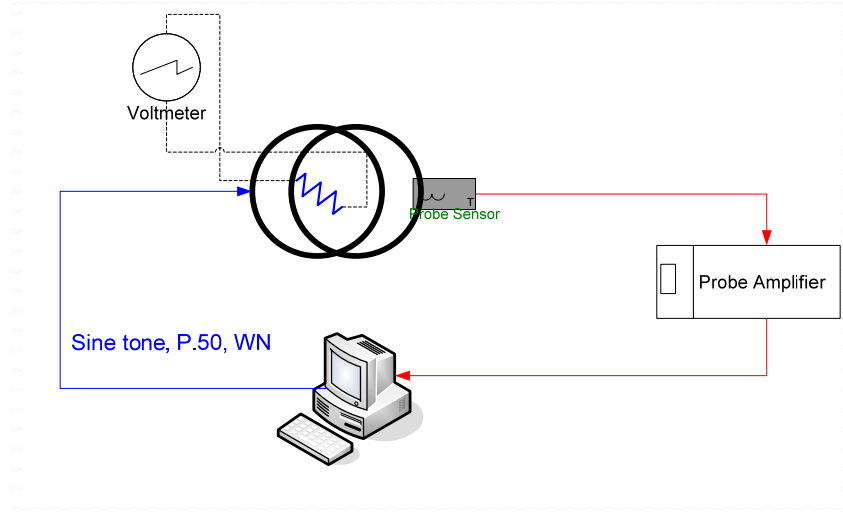 Voltmeter
T
Probe Sensor
Probe Amplifier
Sine tone, P.50, WN